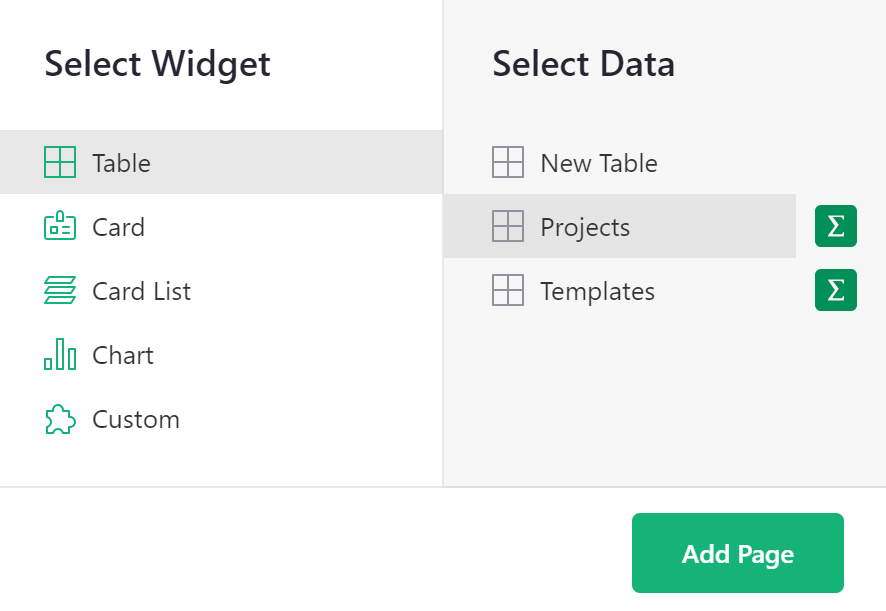 Select Widget
Table
Card
Card List
Chart
Custom
Select Data
New Table
Projects
Σ
Templates
Σ
Add Page